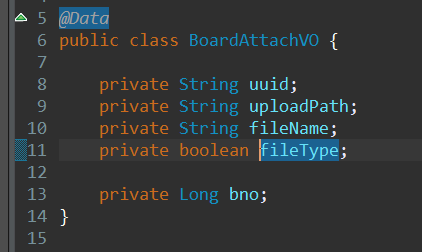 5 @Data
6 public class BoardAttachVO {
7
8     private String uuid;
9     private String uploadPath;
10     private String fileName;
11     private boolean fileType;
12
13     private Long bno;
14 }
15